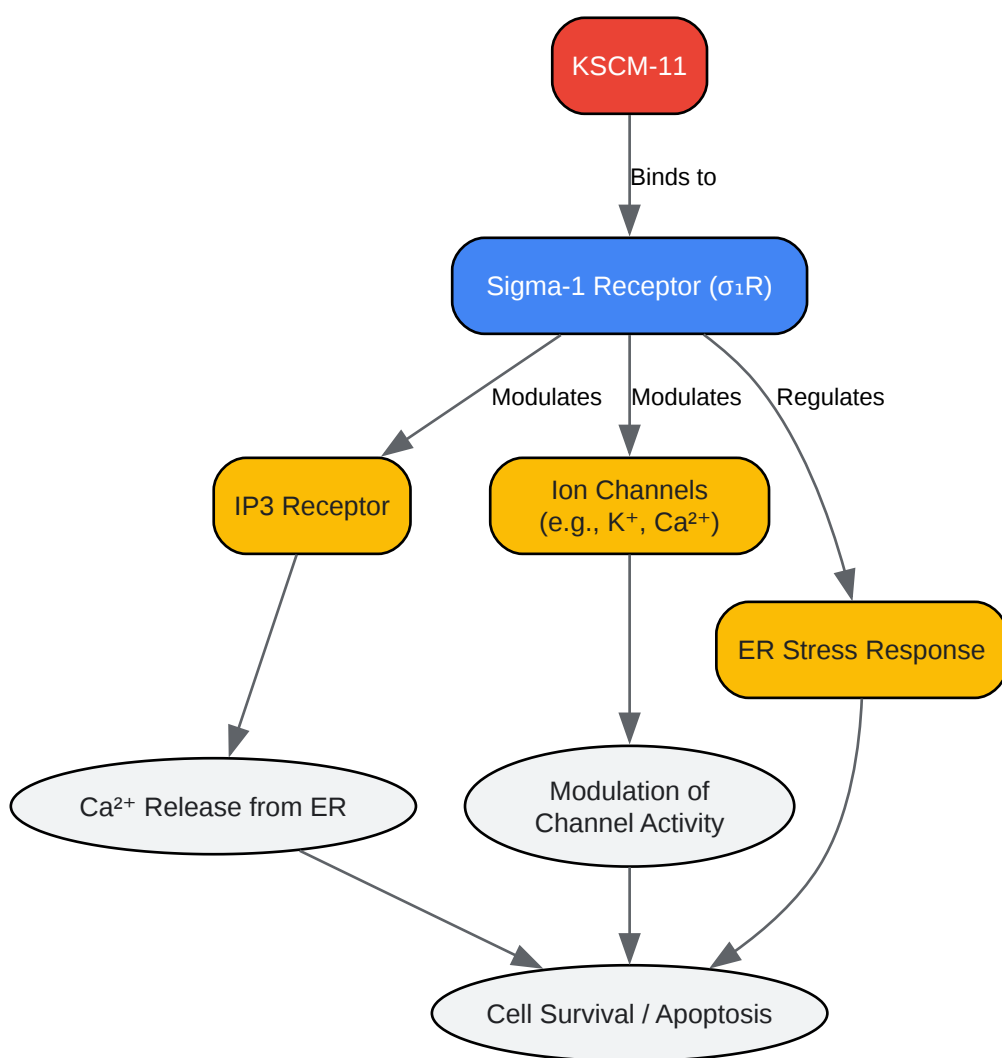 KSCM-11
Binds to
Sigma-1 Receptor (σ₁R)
Modulates
Modulates
Regulates
IP3 Receptor
Ion Channels
(e.g., K⁺, Ca²⁺)
ER Stress Response
Ca²⁺ Release from ER
Modulation of
Channel Activity
Cell Survival / Apoptosis